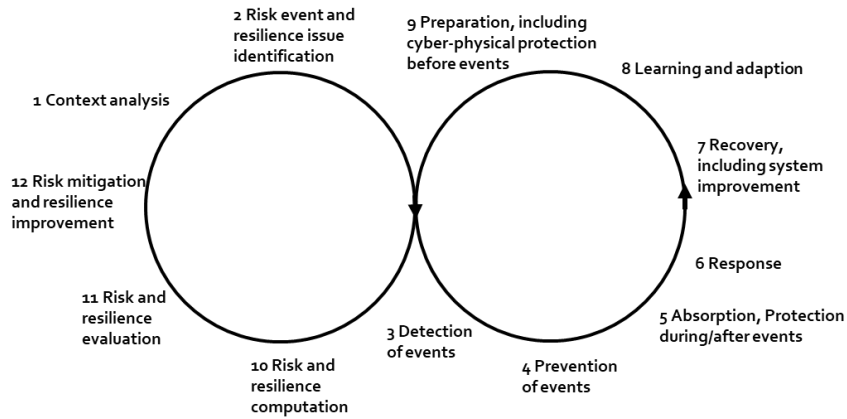 2 Risk event and
resilience issue
identification
9 Preparation, including
cyber-physical protection
before events
8 Learning and adaption
1 Context analysis
7 Recovery,
including system
improvement
12 Risk mitigation
and resilience
improvement
6 Response
11 Risk and
resilience
evaluation
5 Absorption, Protection
during/after events
3 Detection
of events
10 Risk and
resilience
computation
4 Prevention
of events